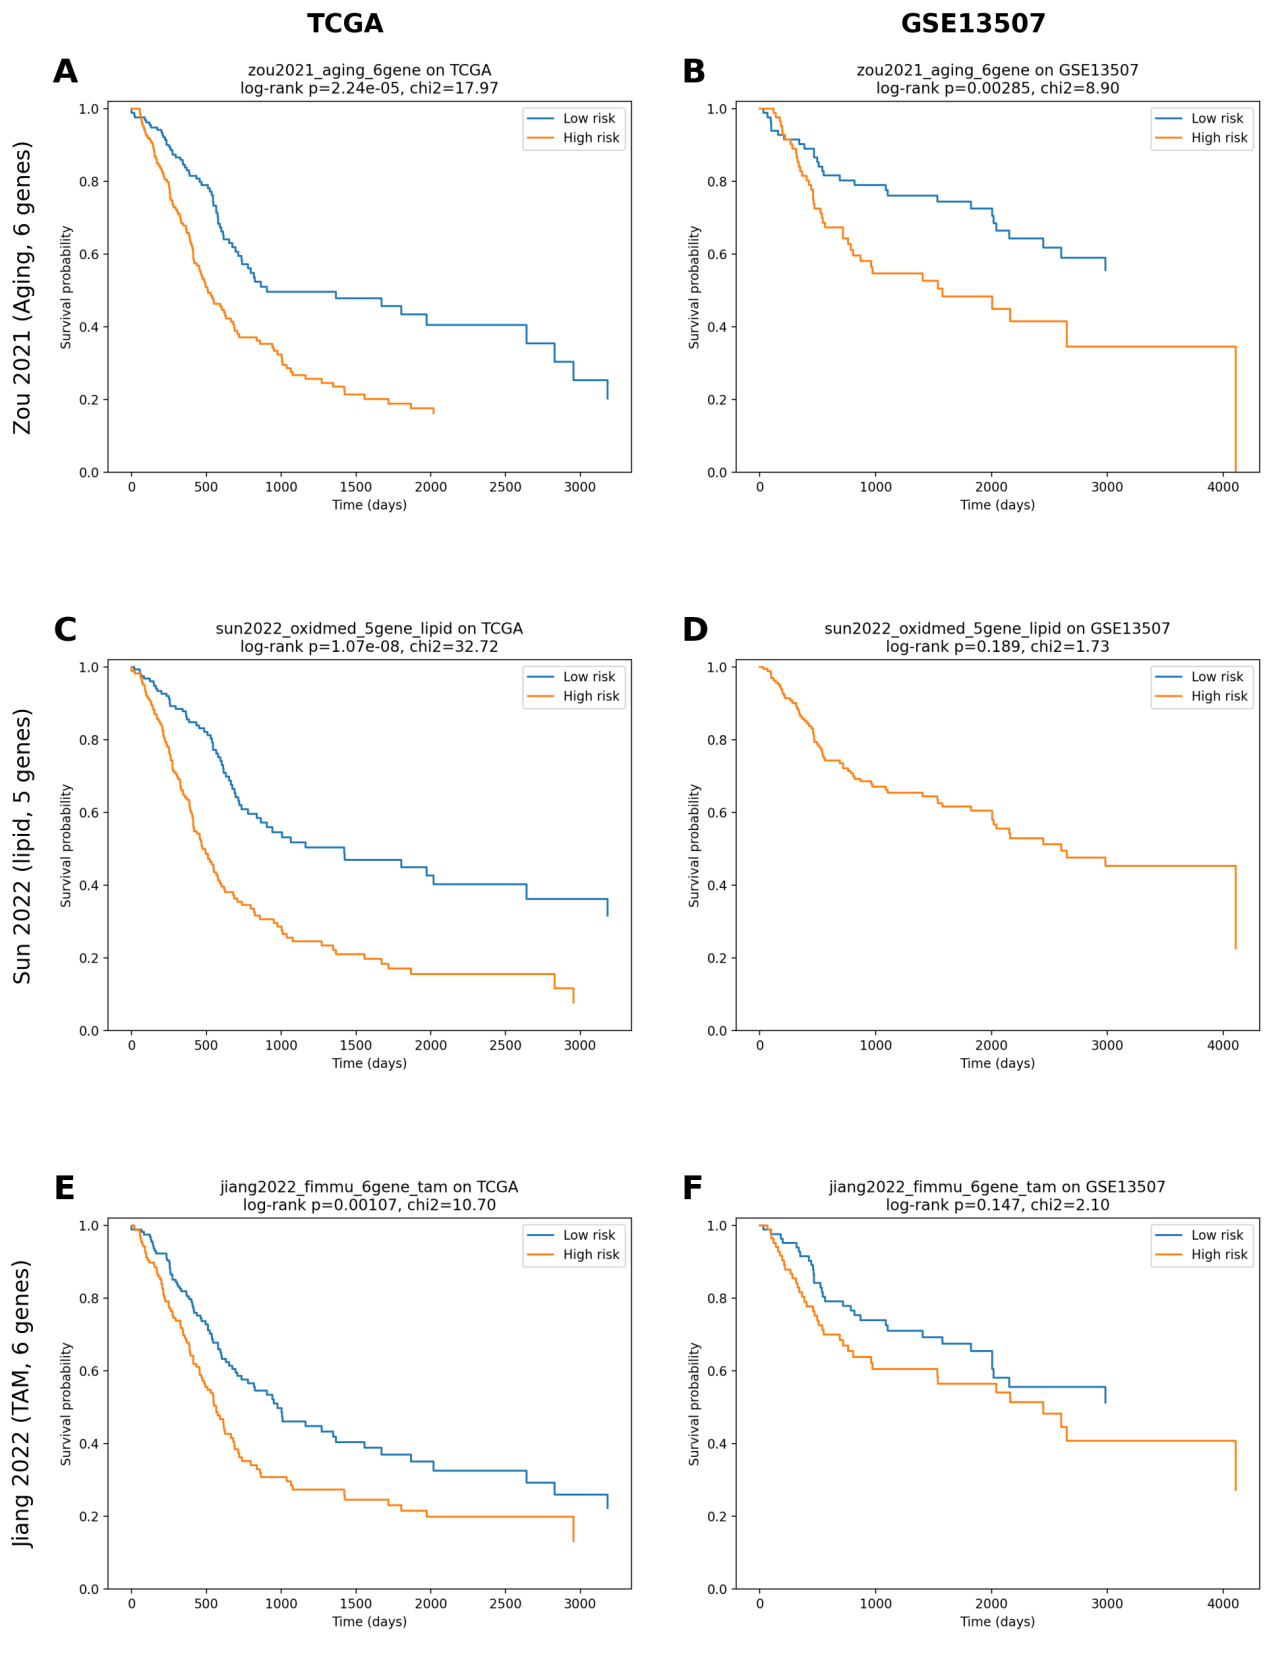 TCGA
GSE13507
Zou 2021 (Aging, 6 genes)
A
zou2021_aging_6gene on TCGA
log-rank p=2.24e-05, chi2=17.97
Low risk
High risk
Survival probability
1.0
0.8
0.6
0.4
0.2
0.0
0 500 1000 1500 2000 2500 3000
Time (days)
B
zou2021_aging_6gene on GSE13507
log-rank p=0.00285, chi2=8.90
Low risk
High risk
Survival probability
1.0
0.8
0.6
0.4
0.2
0.0
0 1000 2000 3000 4000
Time (days)
Sun 2022 (lipid, 5 genes)
C
sun2022_oxidmed_5gene_lipid on TCGA
log-rank p=1.07e-08, chi2=32.72
Low risk
High risk
Survival probability
1.0
0.8
0.6
0.4
0.2
0.0
0 500 1000 1500 2000 2500 3000
Time (days)
D
sun2022_oxidmed_5gene_lipid on GSE13507
log-rank p=0.189, chi2=1.73
Low risk
High risk
Survival probability
1.0
0.8
0.6
0.4
0.2
0.0
0 1000 2000 3000 4000
Time (days)
Jiang 2022 (TAM, 6 genes)
E
jiang2022_fimmu_6gene_tam on TCGA
log-rank p=0.00107, chi2=10.70
Low risk
High risk
Survival probability
1.0
0.8
0.6
0.4
0.2
0.0
0 500 1000 1500 2000 2500 3000
Time (days)
F
jiang2022_fimmu_6gene_tam on GSE13507
log-rank p=0.147, chi2=2.10
Low risk
High risk
Survival probability
1.0
0.8
0.6
0.4
0.2
0.0
0 1000 2000 3000 4000
Time (days)